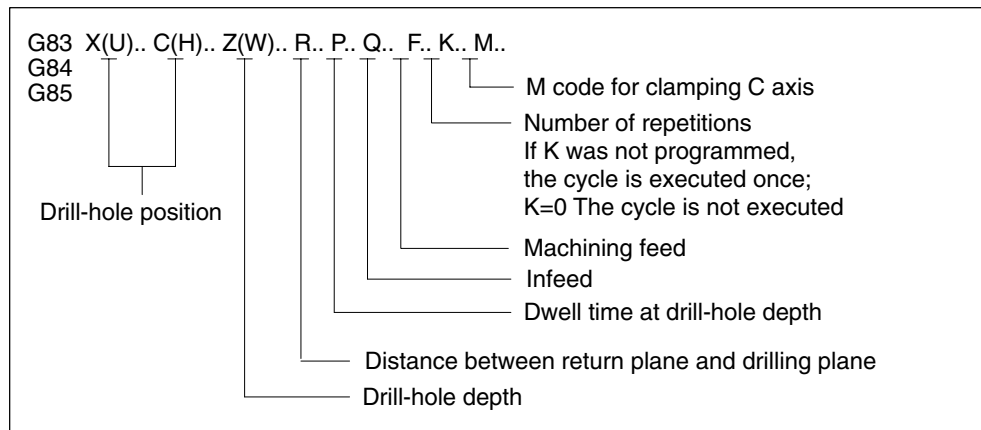 G83 X(U).. C(H).. Z(W).. R.. P.. Q.. F.. K.. M..
G84
G85
M code for clamping C axis
Number of repetitions
If K was not programmed,
the cycle is executed once;
K=0 The cycle is not executed
Drill-hole position
Machining feed
Infeed
Dwell time at drill-hole depth
Distance between return plane and drilling plane
Drill-hole depth